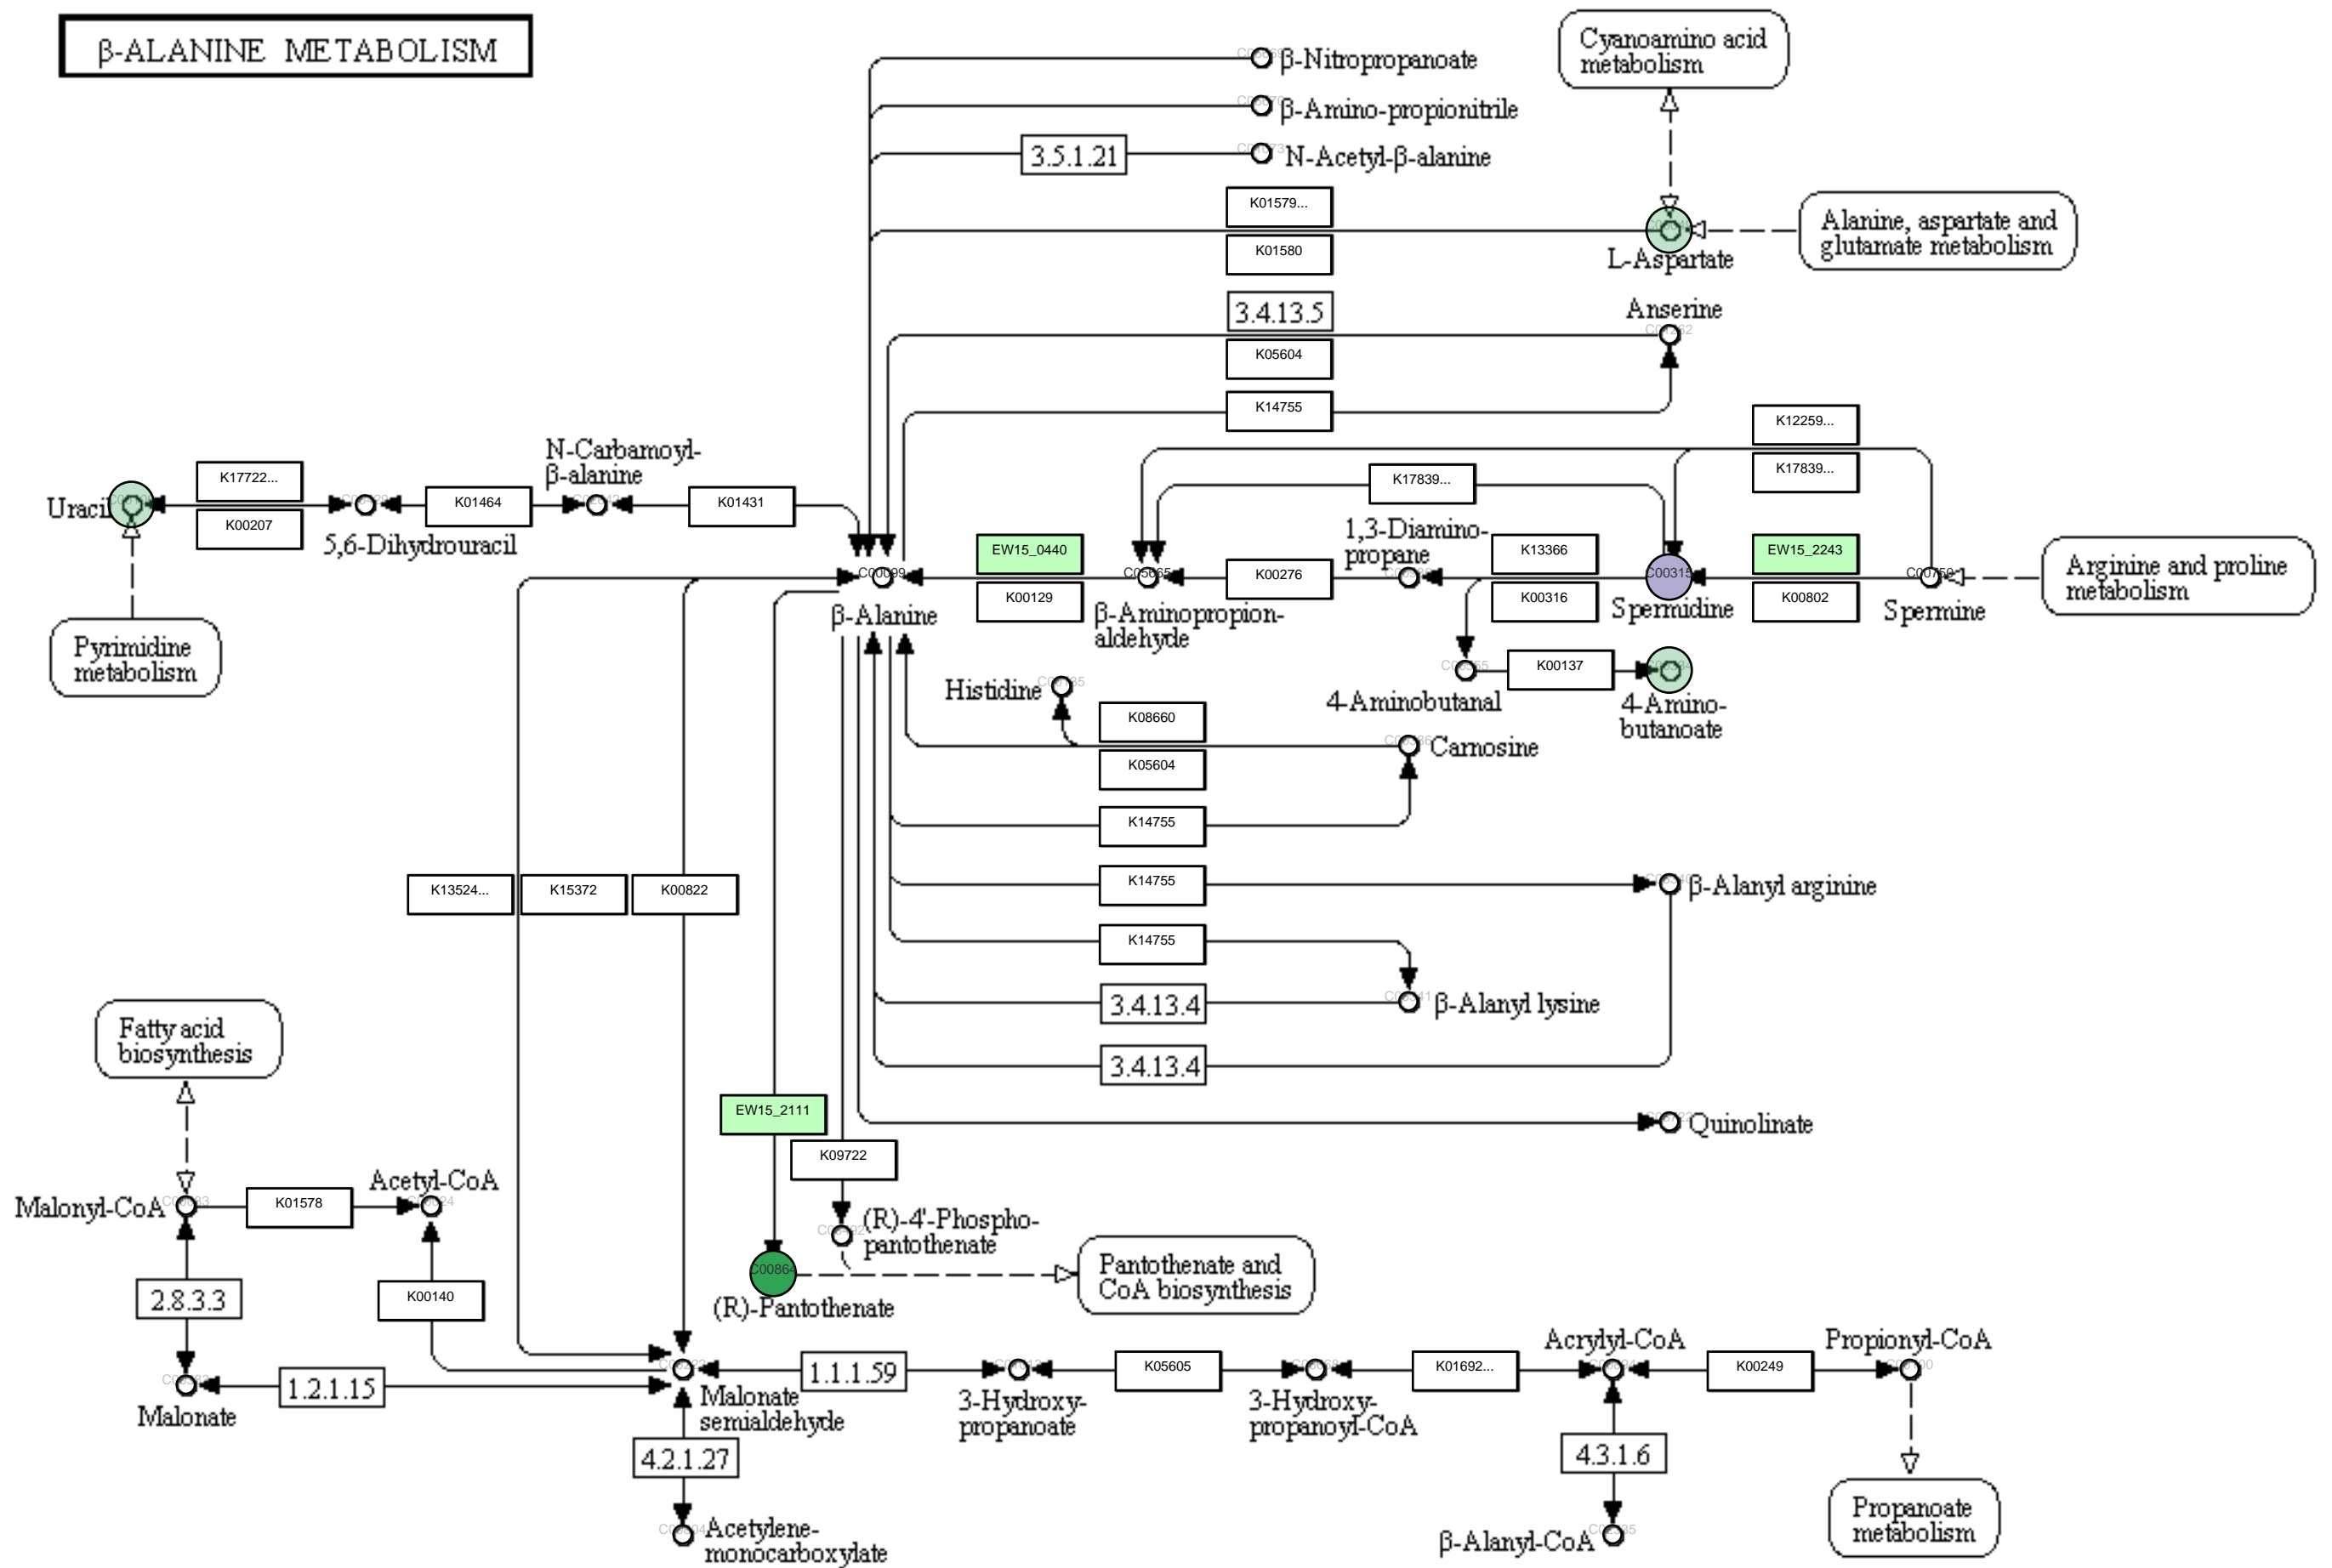 β-ALANINE METABOLISM
β-Nitropropanoate
β-Amino-propionitrile
3.5.1.21
N-Acetyl-β-alanine
Cyanoamino acid
metabolism
K01579...
K01580
L-Aspartate
Alanine, aspartate and
glutamate metabolism
3.4.13.5
K05604
Anserine
K14755
K12259...
K17839...
K17839...
Uracil
K17722...
K00207
5,6-Dihydrouracil
K01464
N-Carbamoyl-
β-alanine
K01431
Pyrimidine
metabolism
C00099
β-Alanine
EW15_0440
K00129
C05665
β-Aminopropion-
aldehyde
K00276
1,3-Diamino-
propane
K13366
K00316
C00315
Spermidine
EW15_2243
K00802
C00750
Spermine
Arginine and proline
metabolism
4-Aminobutanal
K00137
4-Amino-
butanoate
Histidine
K08660
K05604
Carnosine
K14755
K13524...
K15372
K00822
K14755
β-Alanyl arginine
K14755
3.4.13.4
β-Alanyl lysine
3.4.13.4
Fatty acid
biosynthesis
EW15_2111
Quinolinate
K09722
Malonyl-CoA
K01578
Acetyl-CoA
(R)-4'-Phospho-
pantothenate
C00864
(R)-Pantothenate
Pantothenate and
CoA biosynthesis
2.8.3.3
K00140
Malonate
1.2.1.15
Malonate
semialdehyde
1.1.1.59
3-Hydroxy-
propanoate
K05605
3-Hydroxy-
propanoyl-CoA
K01692...
Acrylyl-CoA
K00249
Propionyl-CoA
4.2.1.27
Acetylene-
monocarboxylate
4.3.1.6
β-Alanyl-CoA
Propanoate
metabolism